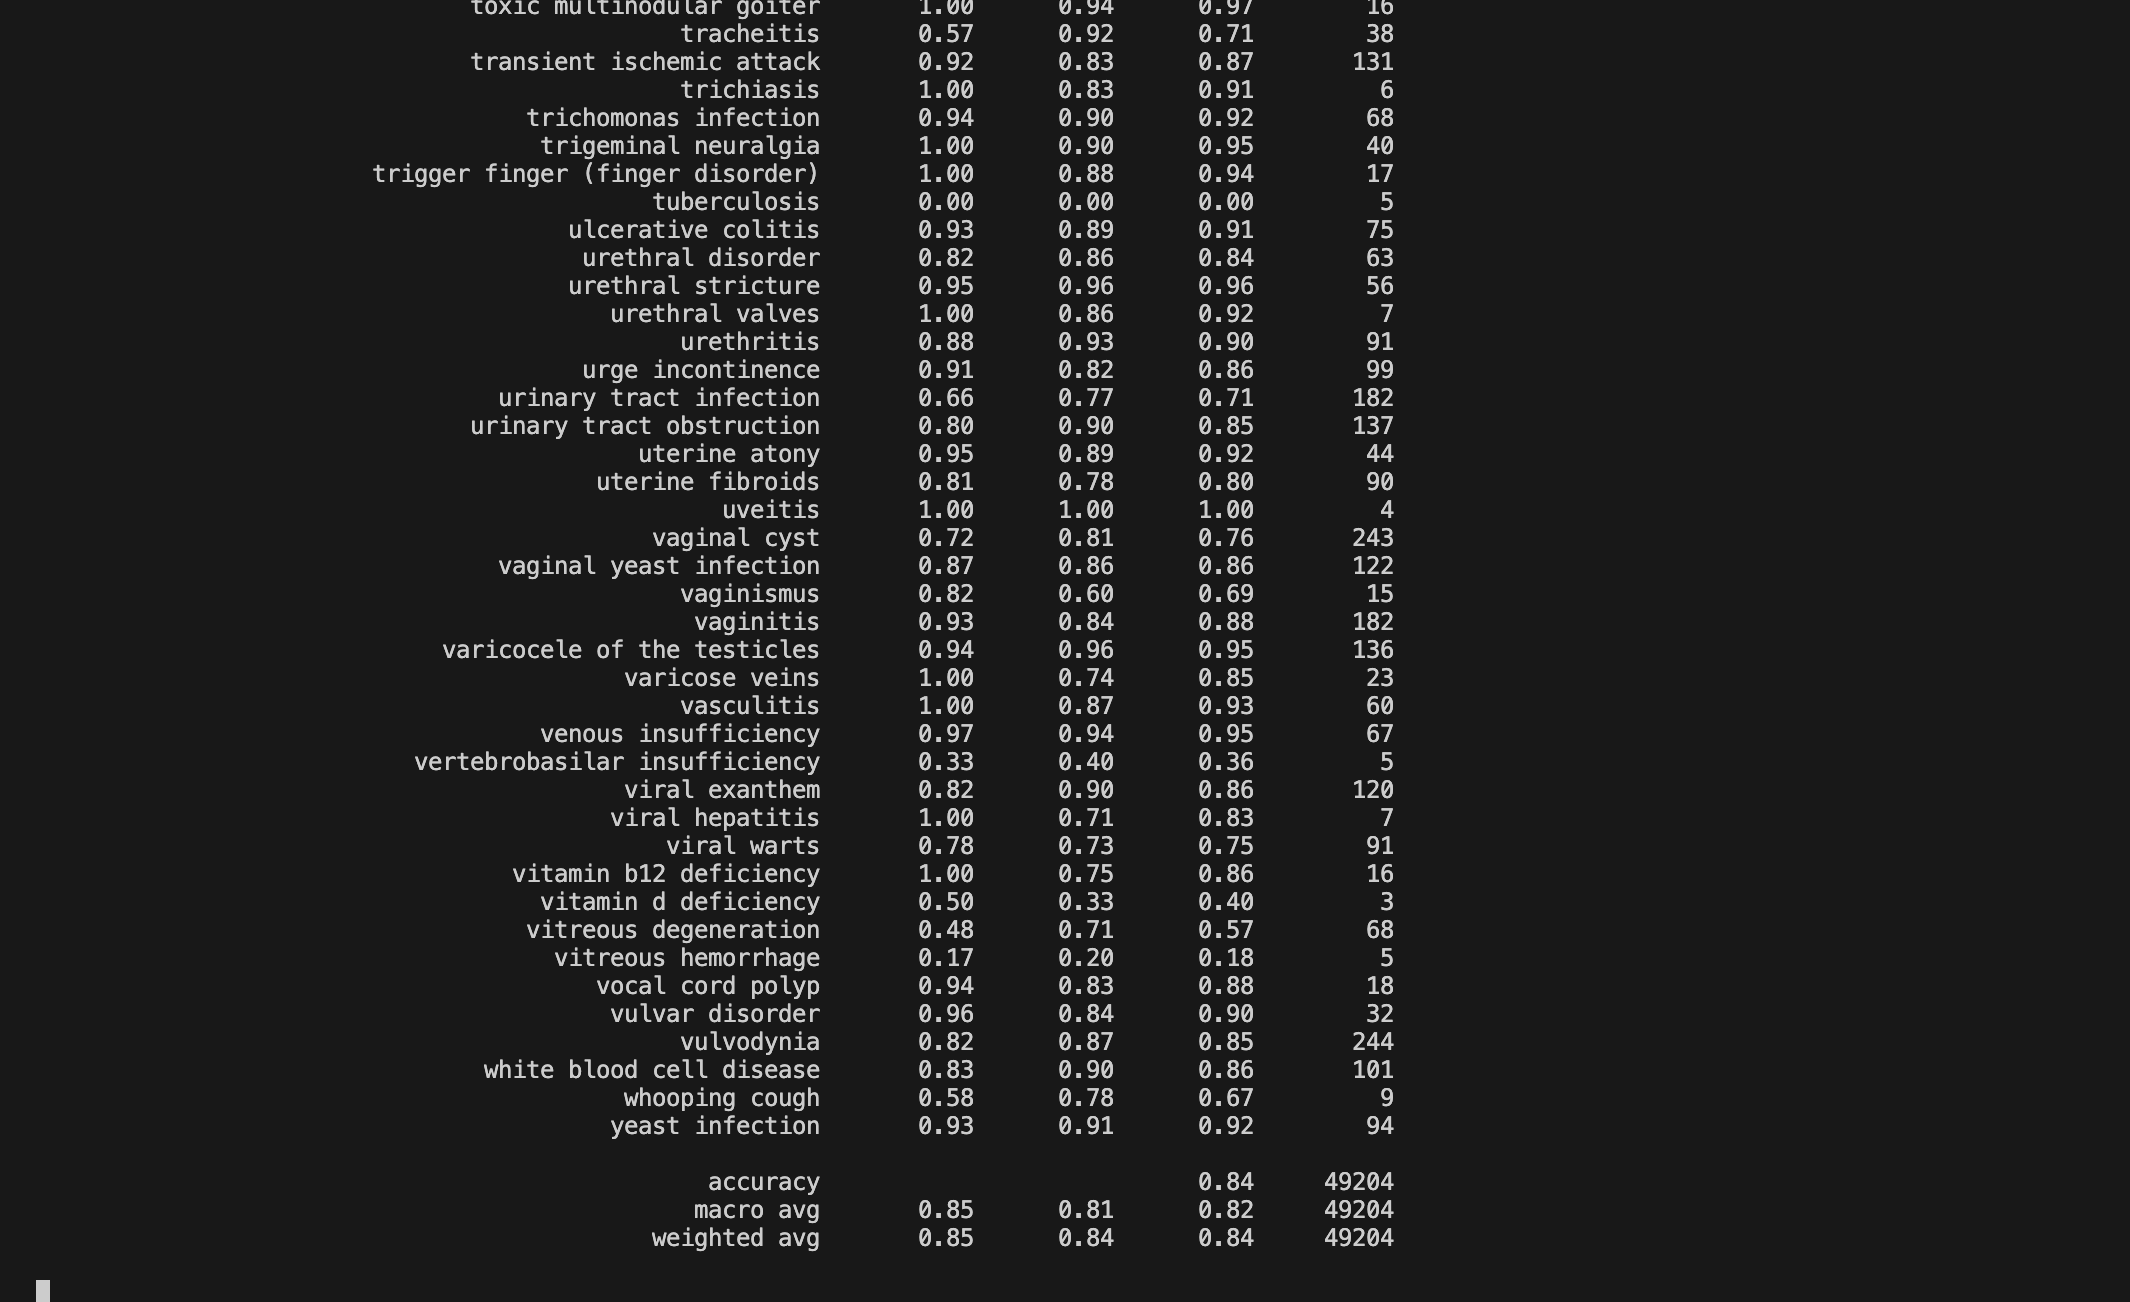 toxic multinodular goiter 1.00 0.94 0.97 16
tracheitis 0.57 0.92 0.71 38
transient ischemic attack 0.92 0.83 0.87 131
trichiasis 1.00 0.83 0.91 6
trichomonas infection 0.94 0.90 0.92 68
trigeminal neuralgia 1.00 0.90 0.95 40
trigger finger (finger disorder) 1.00 0.88 0.94 17
tuberculosis 0.00 0.00 0.00 5
ulcerative colitis 0.93 0.89 0.91 75
urethral disorder 0.82 0.86 0.84 63
urethral stricture 0.95 0.96 0.96 56
urethral valves 1.00 0.86 0.92 7
urethritis 0.88 0.93 0.90 91
urge incontinence 0.91 0.82 0.86 99
urinary tract infection 0.66 0.77 0.71 182
urinary tract obstruction 0.80 0.90 0.85 137
uterine atony 0.95 0.89 0.92 44
uterine fibroids 0.81 0.78 0.80 90
uveitis 1.00 1.00 1.00 4
vaginal cyst 0.72 0.81 0.76 243
vaginal yeast infection 0.87 0.86 0.86 122
vaginismus 0.82 0.60 0.69 15
vaginitis 0.93 0.84 0.88 182
varicocele of the testicles 0.94 0.96 0.95 136
varicose veins 1.00 0.74 0.85 23
vasculitis 1.00 0.87 0.93 60
venous insufficiency 0.97 0.94 0.95 67
vertebrobasilar insufficiency 0.33 0.40 0.36 5
viral exanthem 0.82 0.90 0.86 120
viral hepatitis 1.00 0.71 0.83 7
viral warts 0.78 0.73 0.75 91
vitamin b12 deficiency 1.00 0.75 0.86 16
vitamin d deficiency 0.50 0.33 0.40 3
vitreous degeneration 0.48 0.71 0.57 68
vitreous hemorrhage 0.17 0.20 0.18 5
vocal cord polyp 0.94 0.83 0.88 18
vulvar disorder 0.96 0.84 0.90 32
vulvodynia 0.82 0.87 0.85 244
white blood cell disease 0.83 0.90 0.86 101
whooping cough 0.58 0.78 0.67 9
yeast infection 0.93 0.91 0.92 94
accuracy 0.84 49204
macro avg 0.85 0.81 0.82 49204
weighted avg 0.85 0.84 0.84 49204